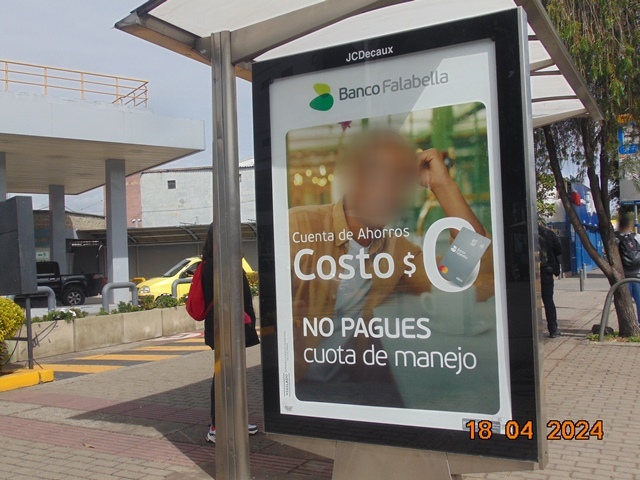 JCDecaux
Banco Falabella
Cuenta de Ahorros
Costo $0
NO PAGUES
cuota de manejo
18 04 2024